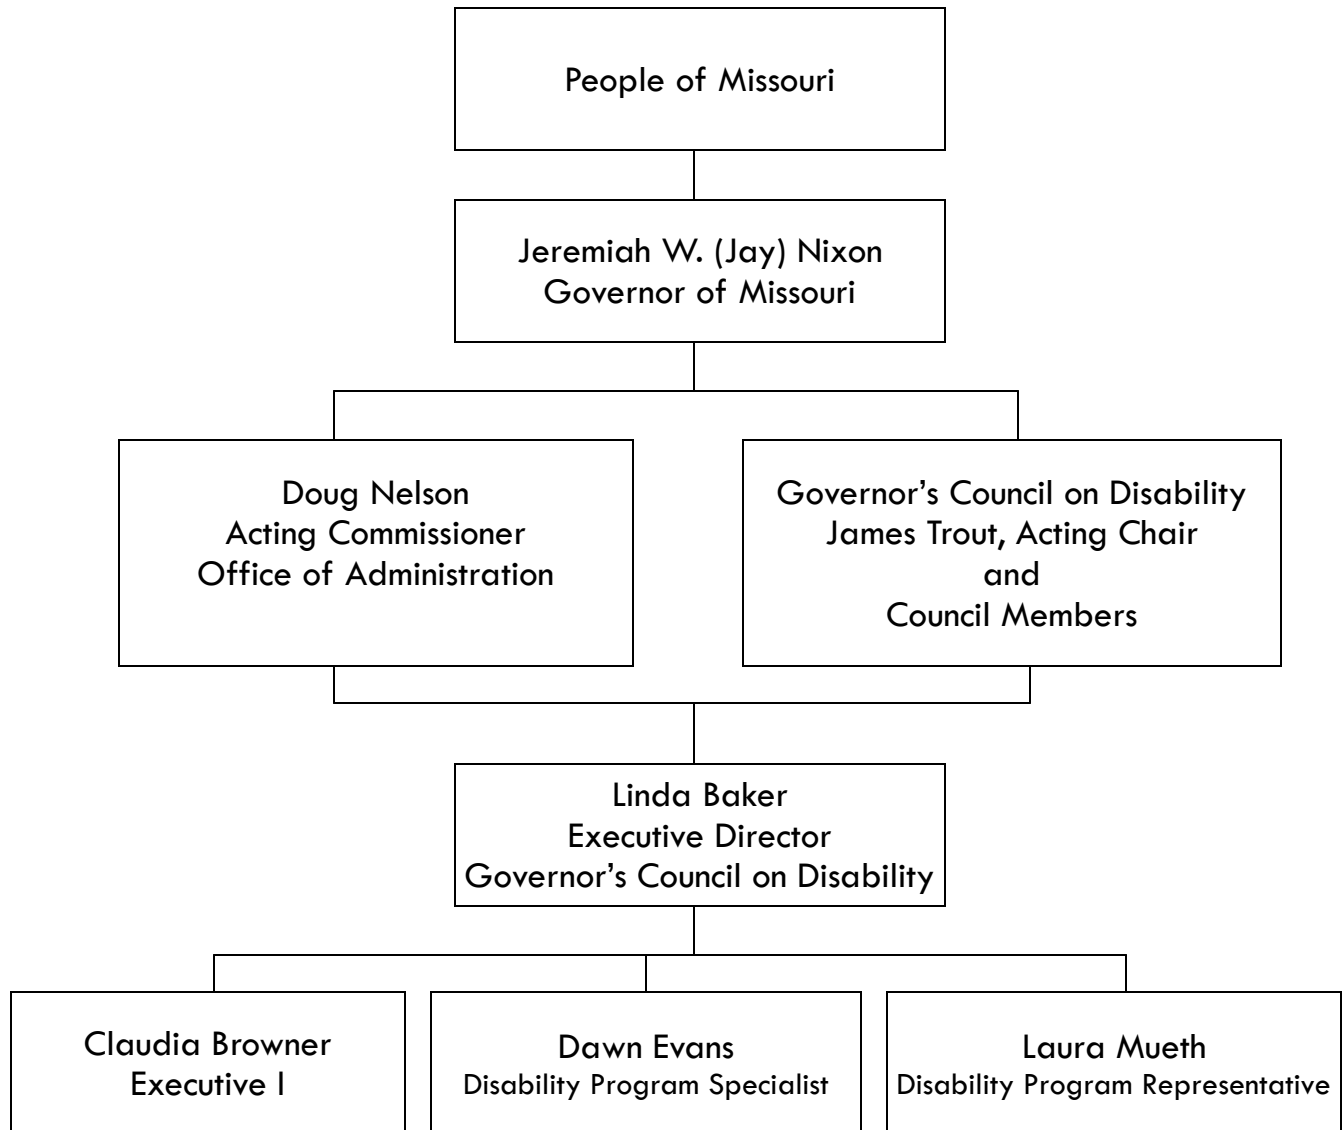 People of Missouri
Jeremiah W. (Jay) Nixon
Governor of Missouri
Doug Nelson
Acting Commissioner
Office of Administration
Governor’s Council on Disability
James Trout, Acting Chair
and
Council Members
Linda Baker
Executive Director
Governor’s Council on Disability
Claudia Browner
Executive I
Dawn Evans
Disability Program Specialist
Laura Mueth
Disability Program Representative